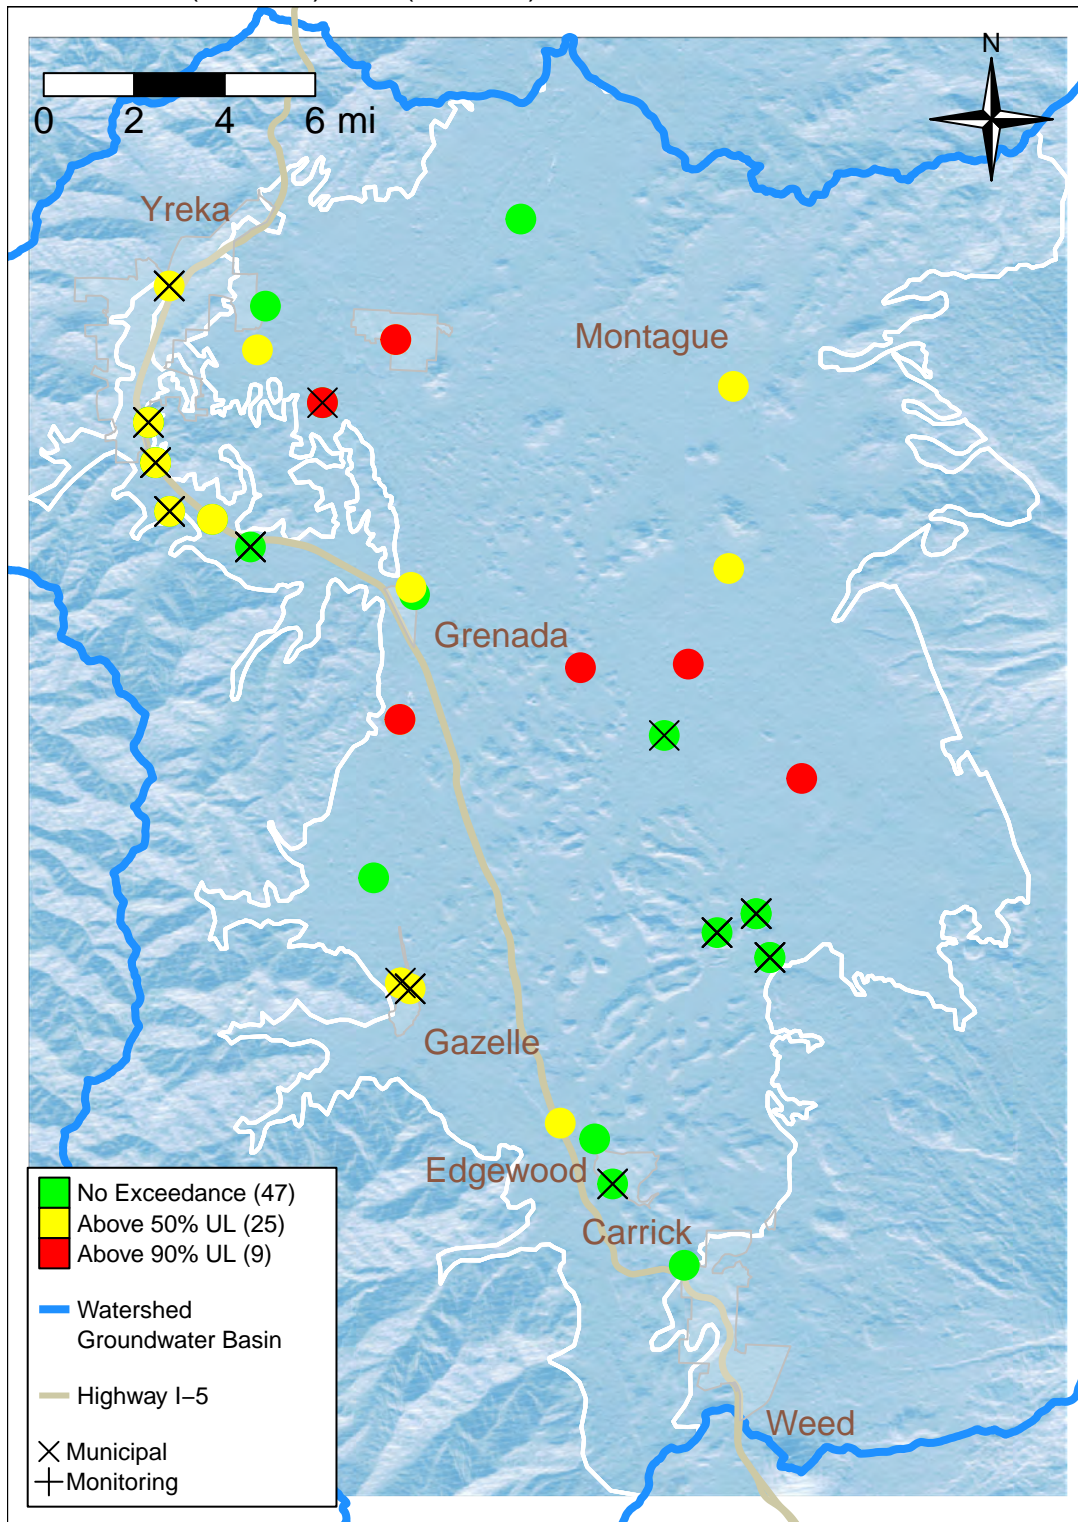 N
0 2 4 6 mi
Yreka
Montague
Grenada
Gazelle
Edgewood
Carrick
Weed
No Exceedance (47)
Above 50% UL (25)
Above 90% UL (9)
Watershed
Groundwater Basin
Highway I−5
Municipal
Monitoring